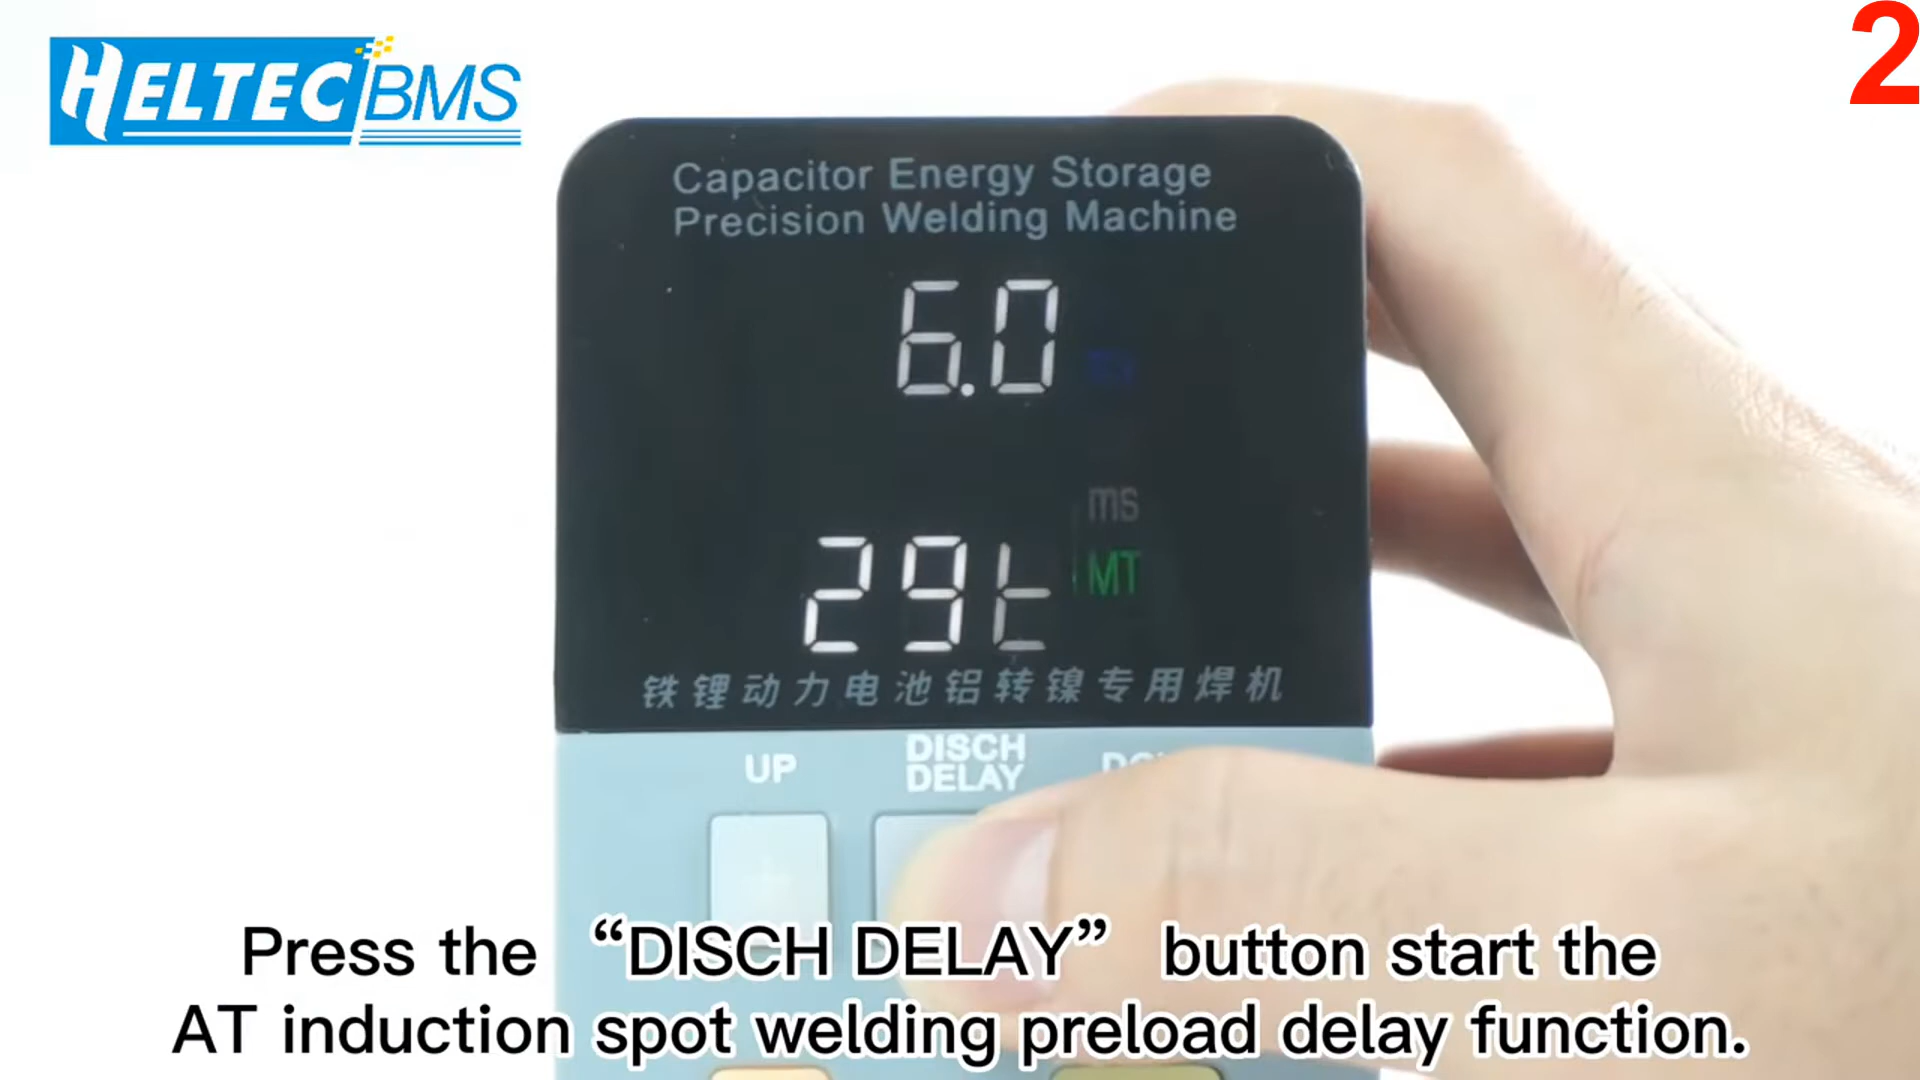 HELTEC BMS
2
Capacitor Energy Storage
Precision Welding Machine
6.0
ms
29t
MT
铁锂动力电池铝转镍专用焊机
UP
DISCH
DELAY
Press the “DISCH DELAY” button start the
AT induction spot welding preload delay function.